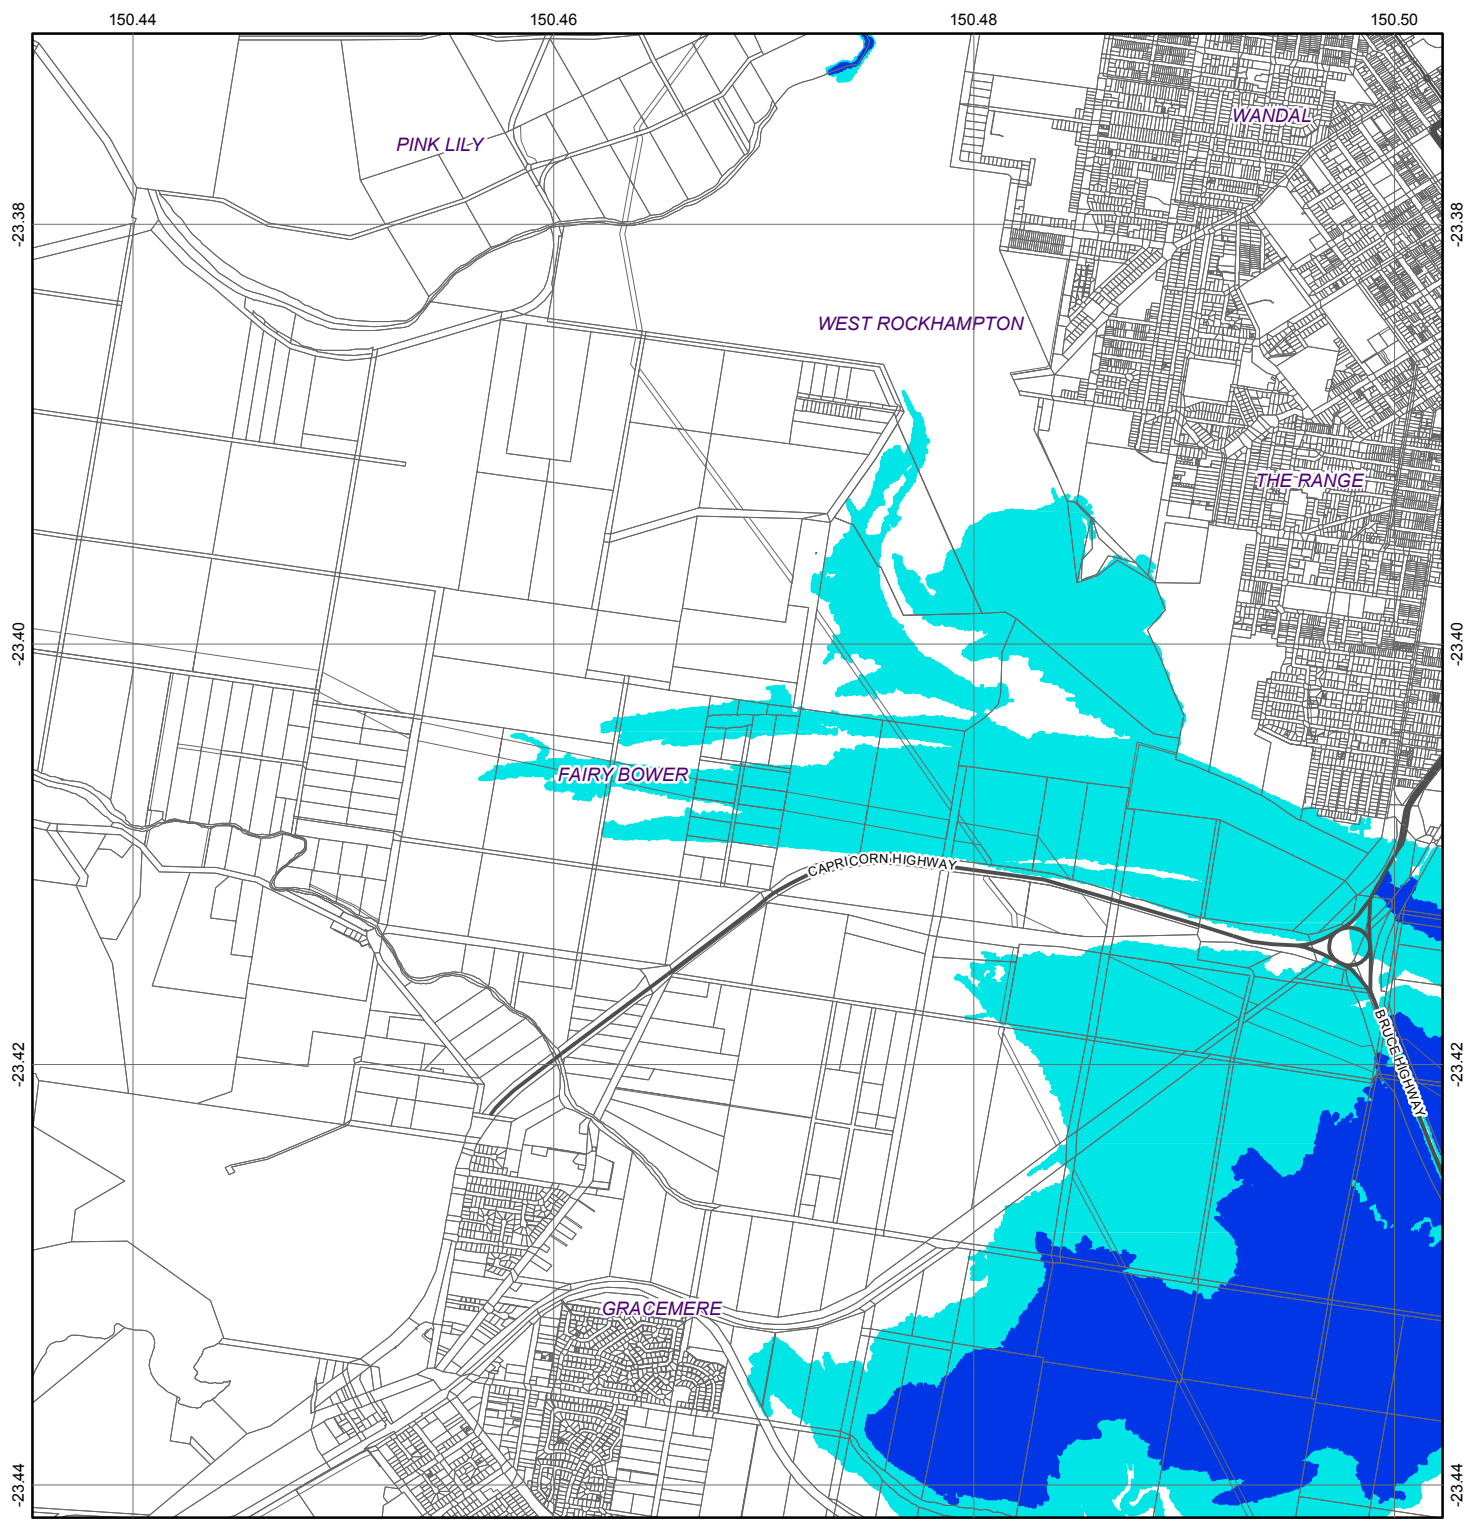 150.44 150.46 150.48 150.50
WANDAL
PINK LILY
-23.38 -23.38
WEST ROCKHAMPTON
THE RANGE
-23.40 -23.40
FAIRY BOWER
CAPRICORN HIGHWAY
BRUCE HIGHWAY
-23.42 -23.42
GRACEMERE
-23.44 -23.44